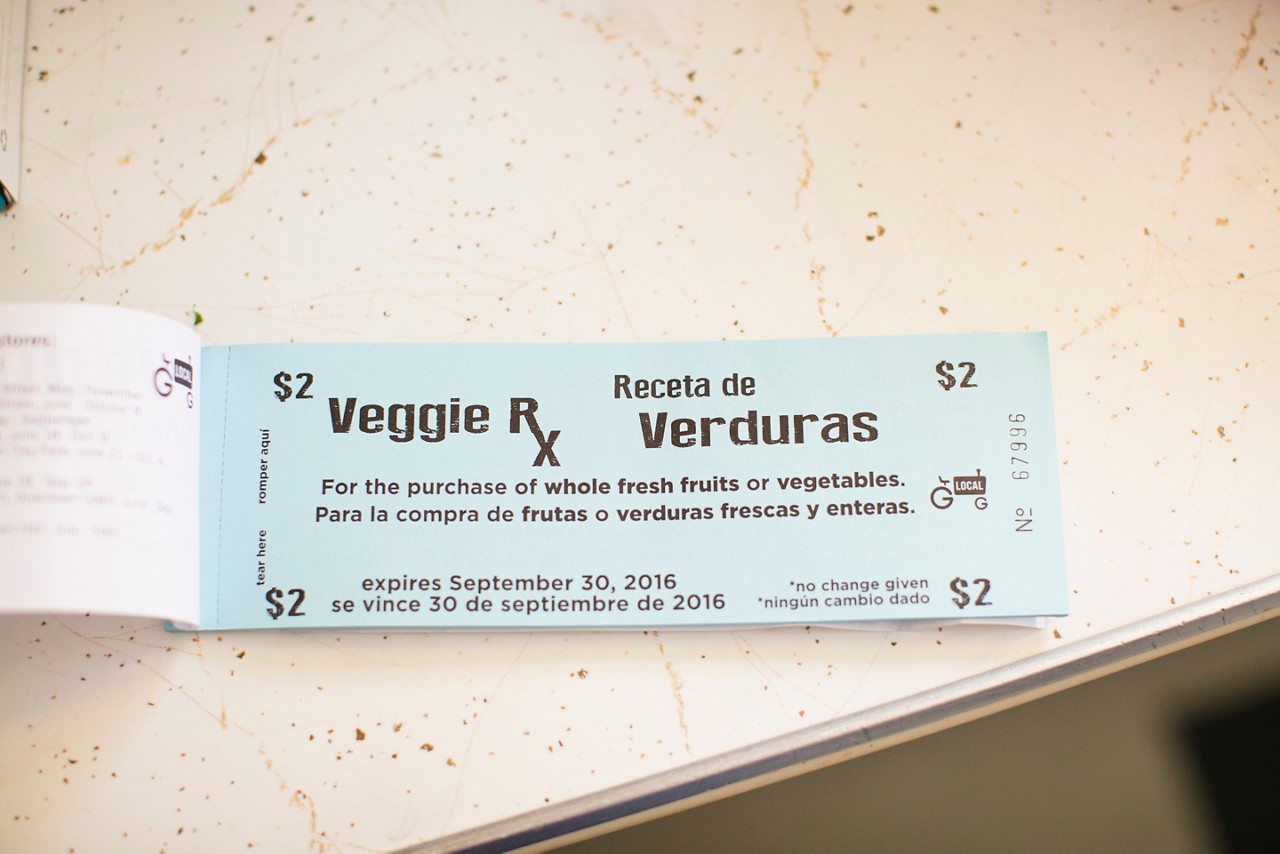 $2
Veggie Rx
Receta de
Verduras
$2
For the purchase of whole fresh fruits or vegetables.
Para la compra de frutas o verduras frescas y enteras.
LOCAL
G
G
expires September 30, 2016
se vince 30 de septiembre de 2016
*no change given
*ningún cambio dado
$2
$2
tear here
romper aquí
Nº 67996
LOCAL
G
G